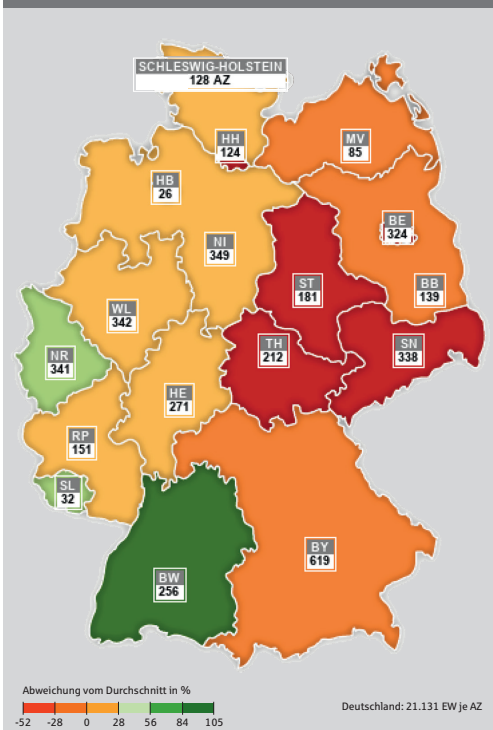 SCHLESWIG-HOLSTEIN
128 AZ
HH
124
MV
85
HB
26
BE
324
NI
349
ST
181
BB
139
WL
342
TH
212
SN
338
NR
341
HE
271
RP
151
SL
32
BY
619
BW
256
Abweichung vom Durchschnitt in %
-52 -28 0 28 56 84 105
Deutschland: 21.131 EW je AZ